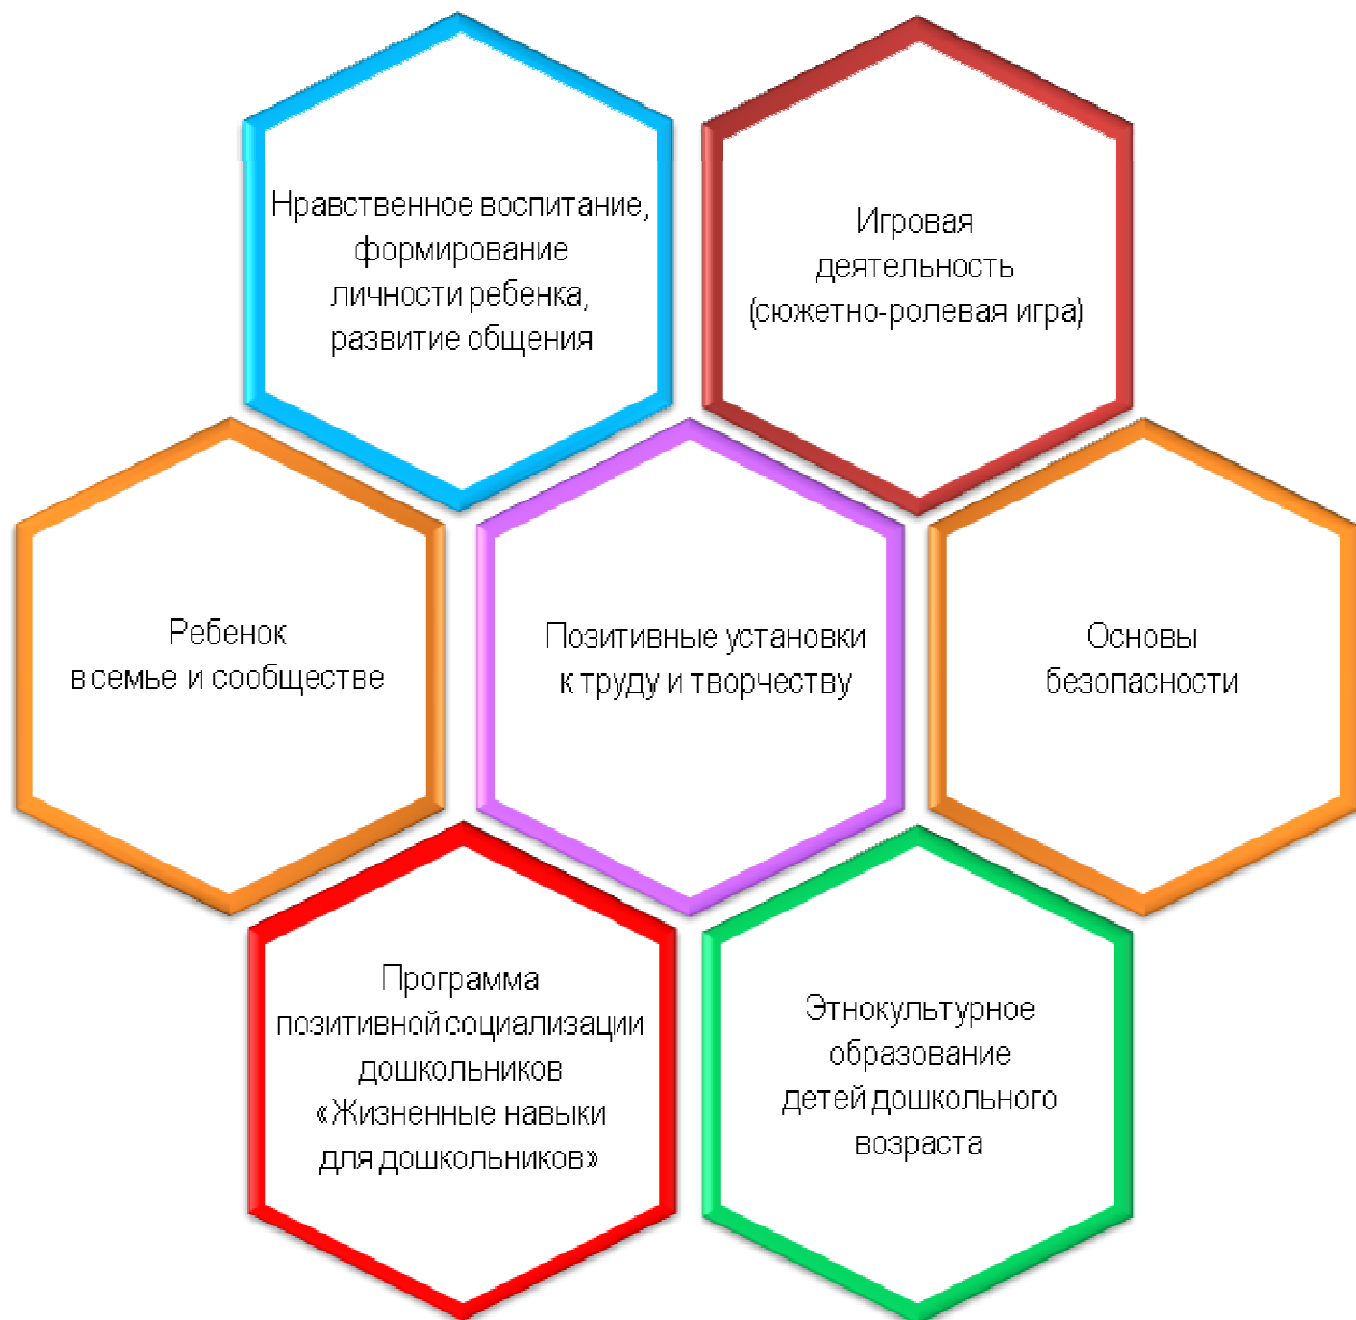 Нравственное воспитание,
формирование
личности ребенка,
развитие общения
Игровая
деятельность
(сюжетно-ролевая игра)
Ребенок
в семье и сообществе
Позитивные установки
к труду и творчеству
Основы
безопасности
Программа
позитивной социализации
дошкольников
«Жизненные навыки
для дошкольников»
Этнокультурное
образование
детей дошкольного
возраста